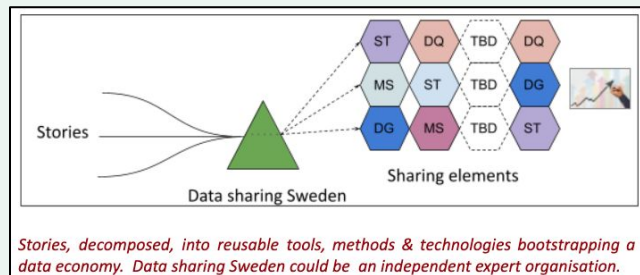 ST DQ TBD DQ
MS ST TBD DG
Stories
DG MS TBD ST
Sharing elements
Data sharing Sweden
Stories, decomposed, into reusable tools, methods & technologies bootstrapping a
data economy. Data sharing Sweden could be an independent expert organisation.